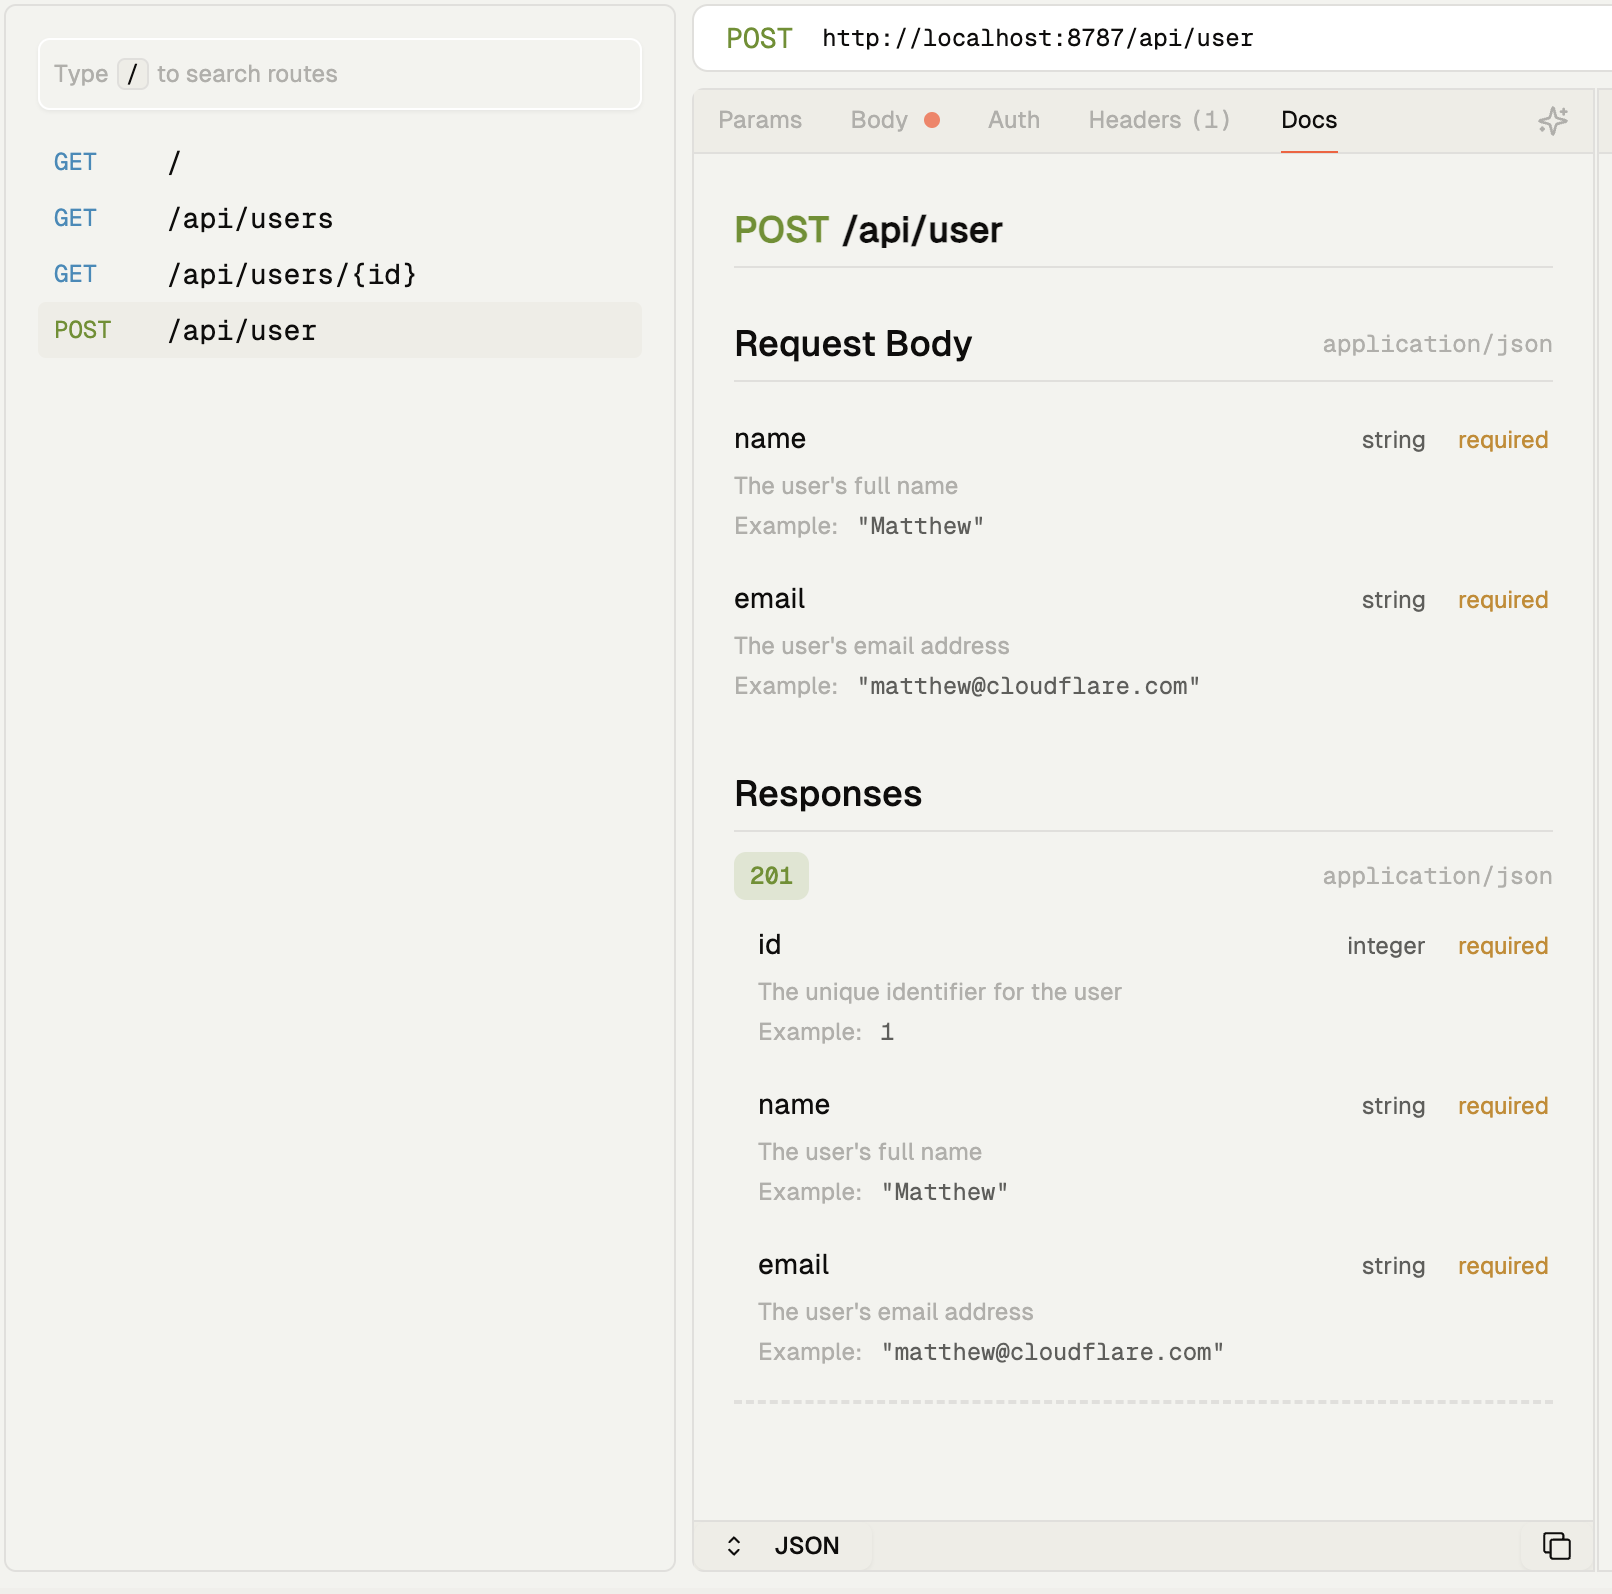 Type / to search routes
GET /
GET /api/users
GET /api/users/{id}
POST /api/user
POST http://localhost:8787/api/user
Params Body Auth Headers (1) Docs
POST /api/user
Request Body application/json
name string required
The user's full name
Example: "Matthew"
email string required
The user's email address
Example: "matthew@cloudflare.com"
Responses
201 application/json
id integer required
The unique identifier for the user
Example: 1
name string required
The user's full name
Example: "Matthew"
email string required
The user's email address
Example: "matthew@cloudflare.com"
JSON